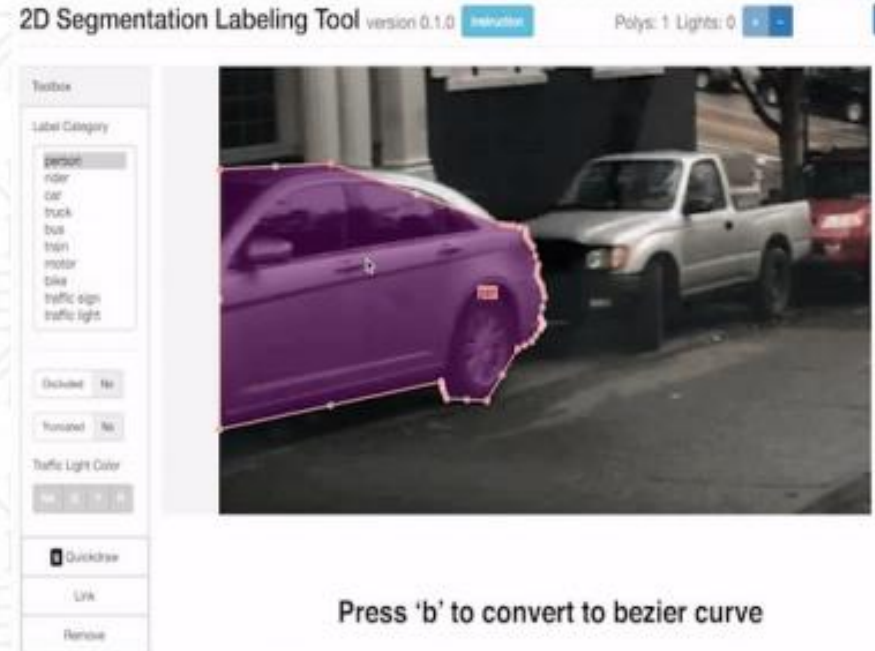 2D Segmentation Labeling Tool version 0.1.0 Instruction Polys: 1 Lights: 0 + -
Toolbox
Label Category
person
rider
car
truck
bus
train
motor
bike
traffic sign
traffic light
Occluded No
Truncated No
Traffic Light Color
NA G Y R
Quickdraw
Link
Remove
Press ‘b’ to convert to bezier curve